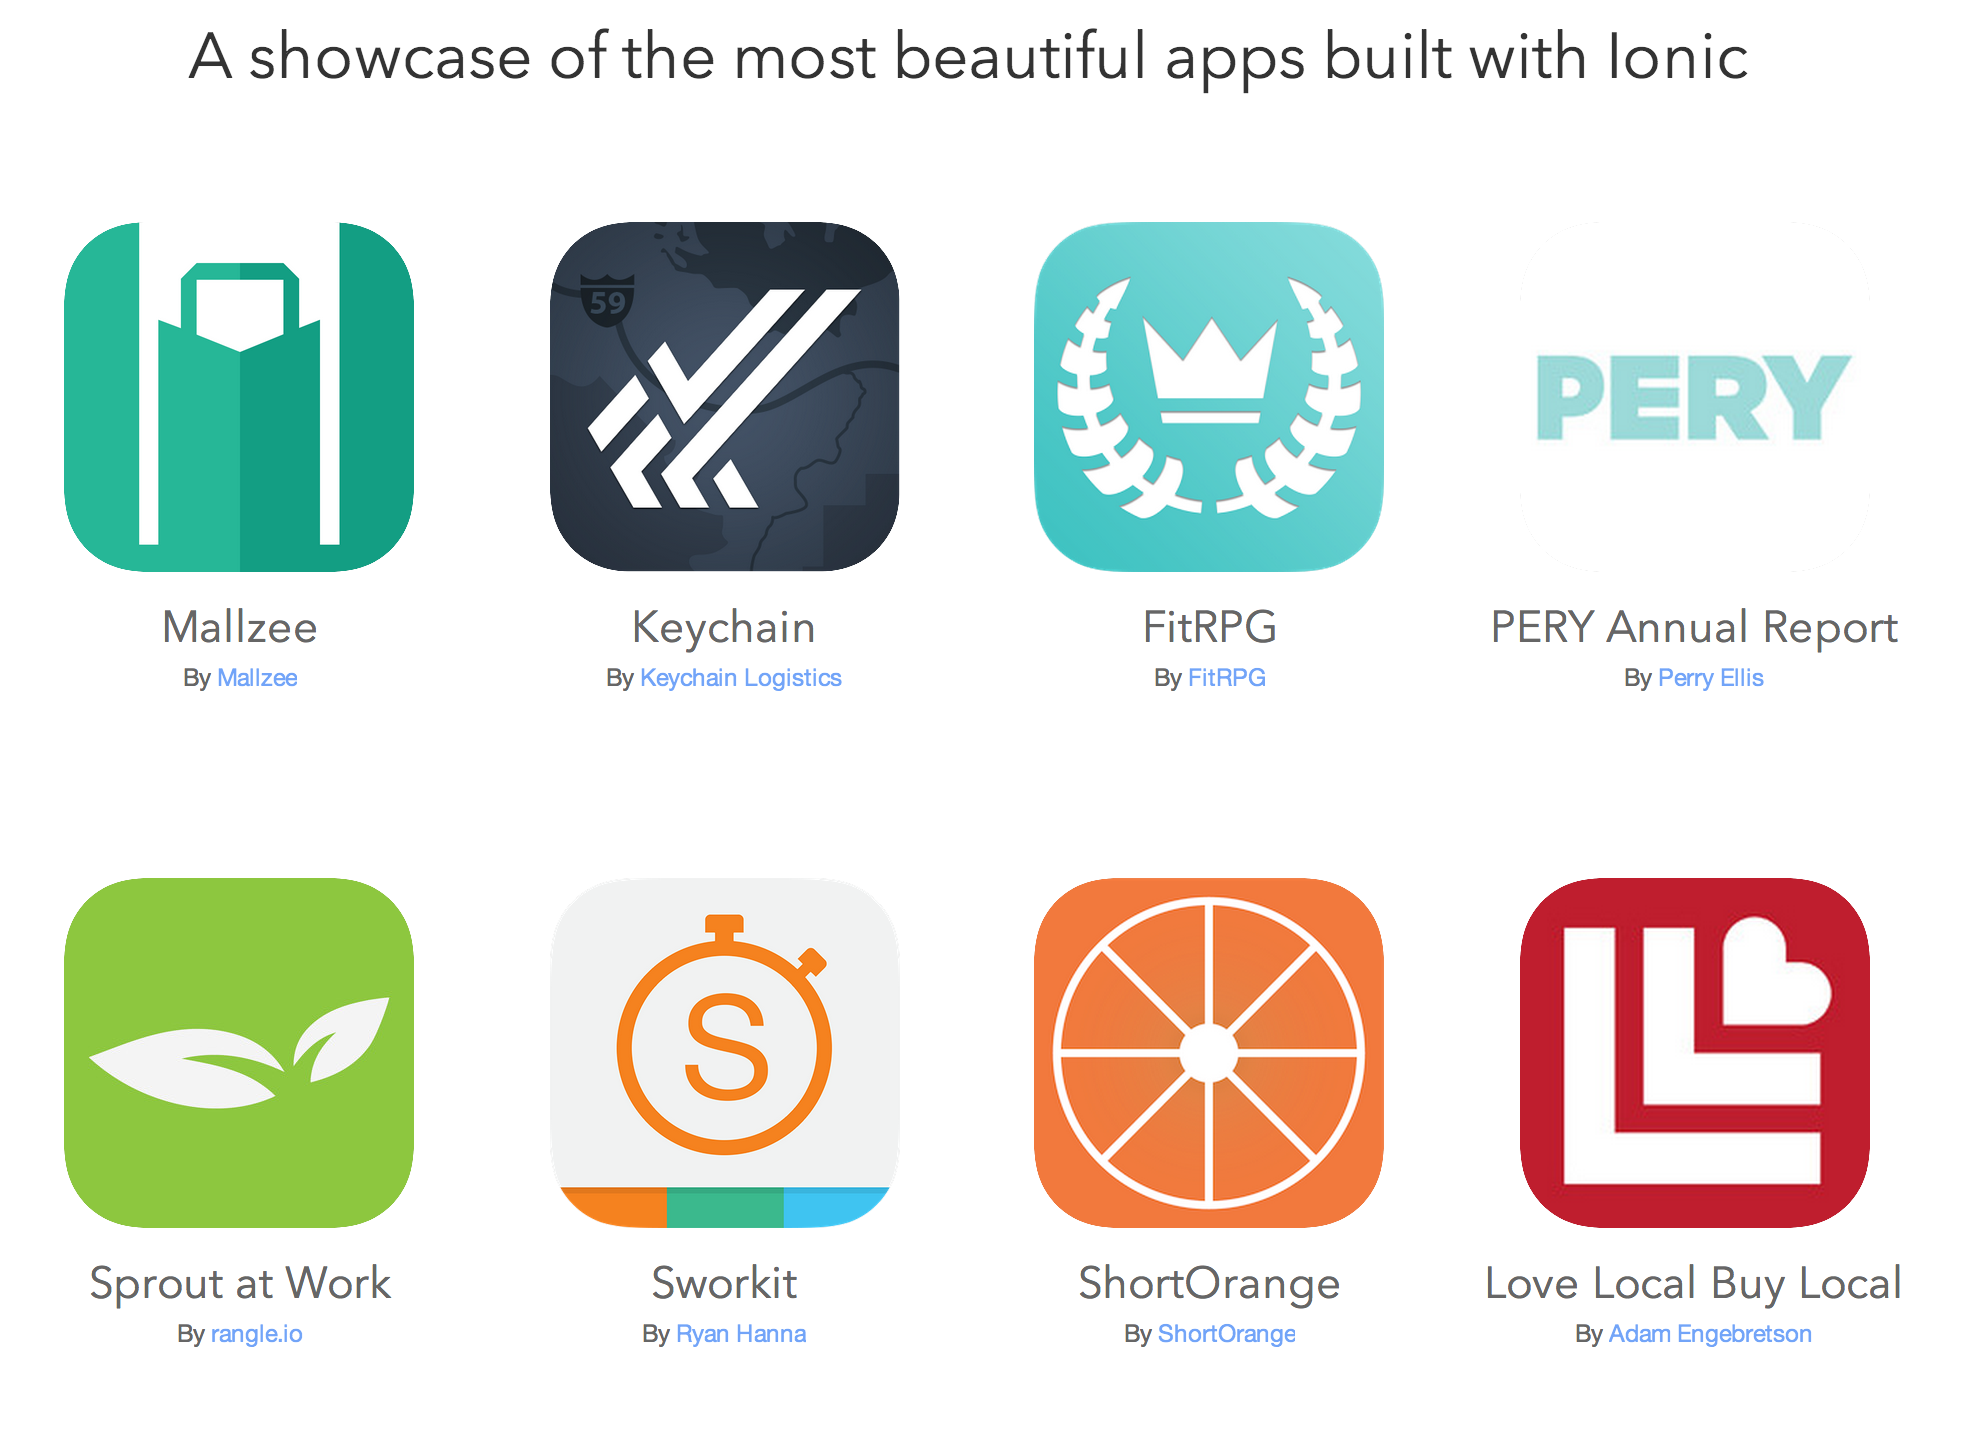 A showcase of the most beautiful apps built with Ionic
59
PERY
Mallzee
By Mallzee
Keychain
By Keychain Logistics
FitRPG
By FitRPG
PERY Annual Report
By Perry Ellis
S
Sprout at Work
By rangle.io
Sworkit
By Ryan Hanna
ShortOrange
By ShortOrange
Love Local Buy Local
By Adam Engebretson